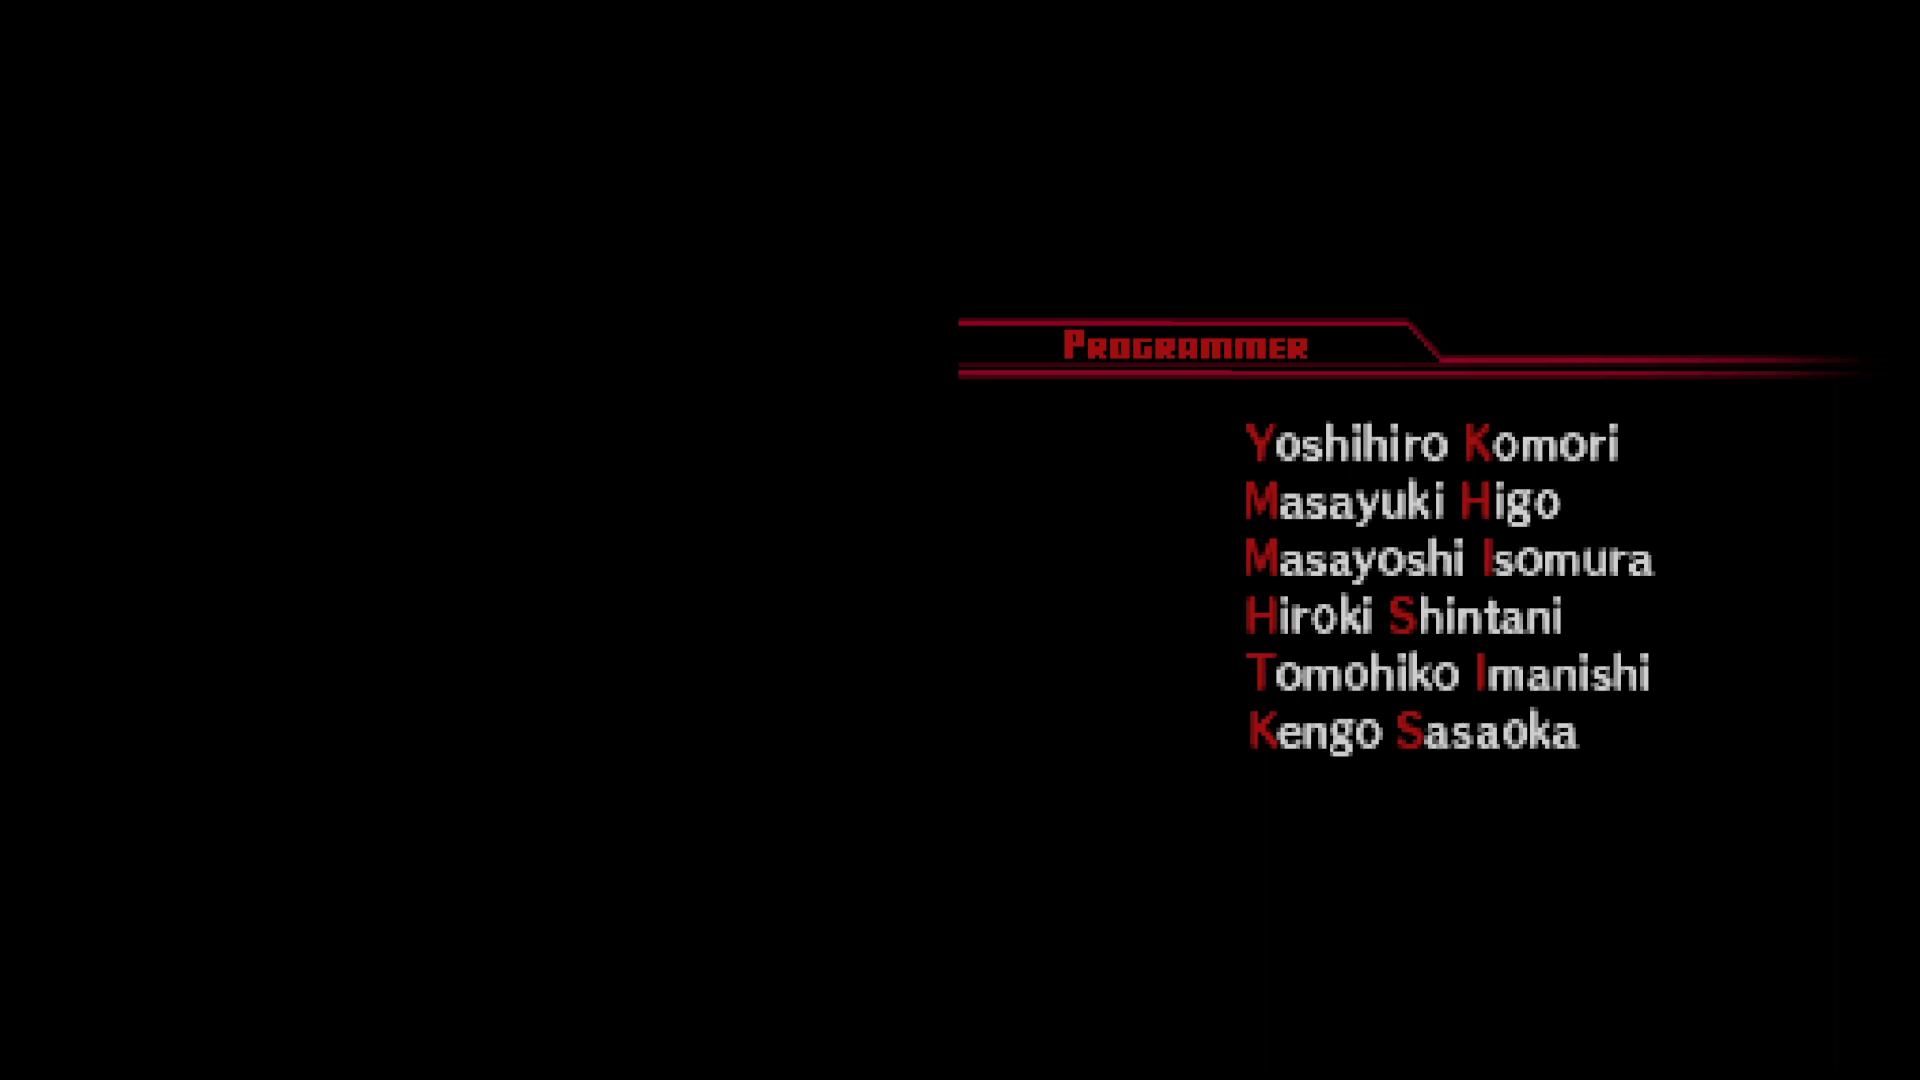 Programmer
Yoshihiro Komori
Masayuki Higo
Masayoshi Isomura
Hiroki Shintani
Tomohiko Imanishi
Kengo Sasaoka